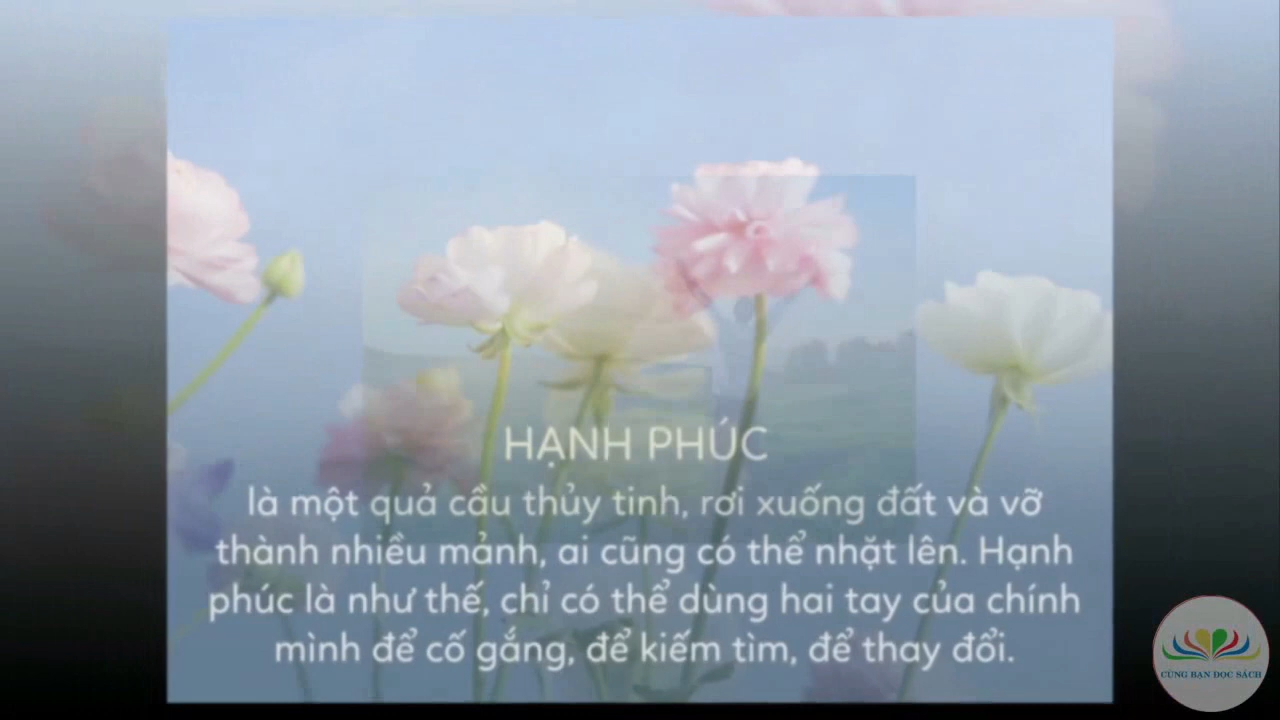 HẠNH PHÚC
là một quả cầu thủy tinh, rơi xuống đất và vỡ
thành nhiều mảnh, ai cũng có thể nhặt lên. Hạnh
phúc là như thế, chỉ có thể dùng hai tay của chính
mình để cố gắng, để kiếm tìm, để thay đổi.
CÙNG BẠN ĐỌC SÁCH